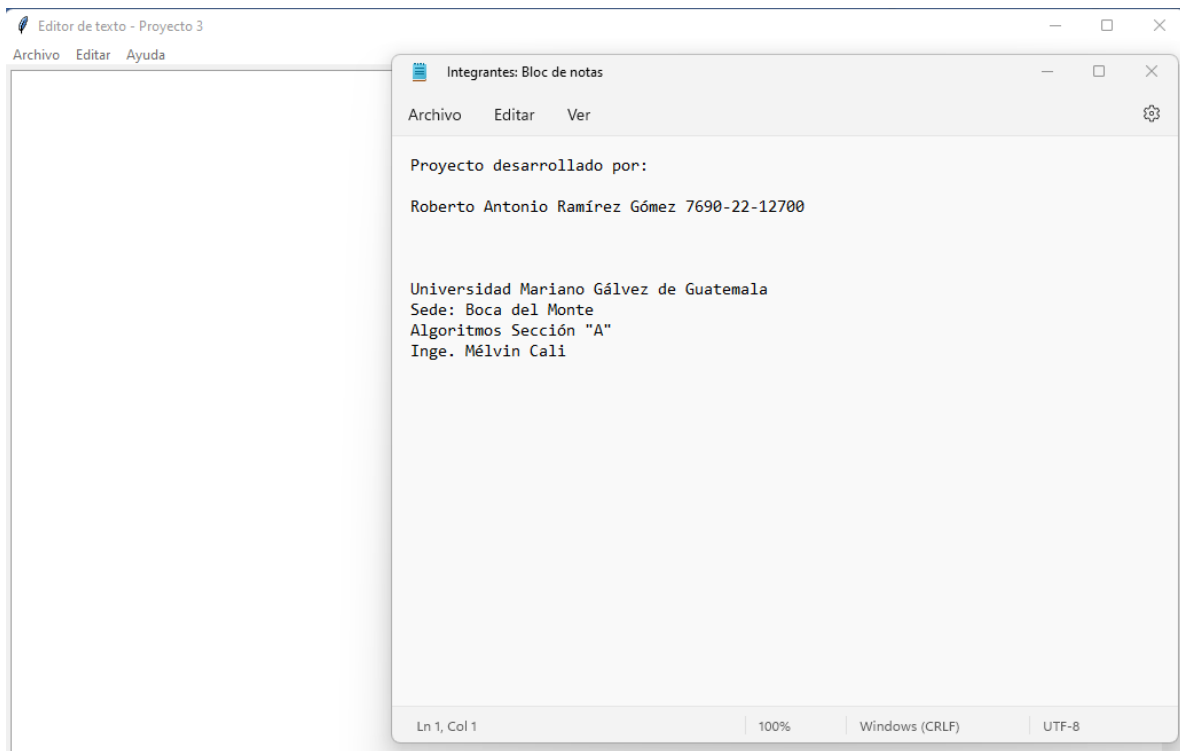 Editor de texto - Proyecto 3
Archivo Editar Ayuda
Integrantes: Bloc de notas
Archivo Editar Ver
Proyecto desarrollado por:
Roberto Antonio Ramírez Gómez 7690-22-12700
Universidad Mariano Gálvez de Guatemala
Sede: Boca del Monte
Algoritmos Sección "A"
Inge. Mélvin Cali
Ln 1, Col 1 100% Windows (CRLF) UTF-8